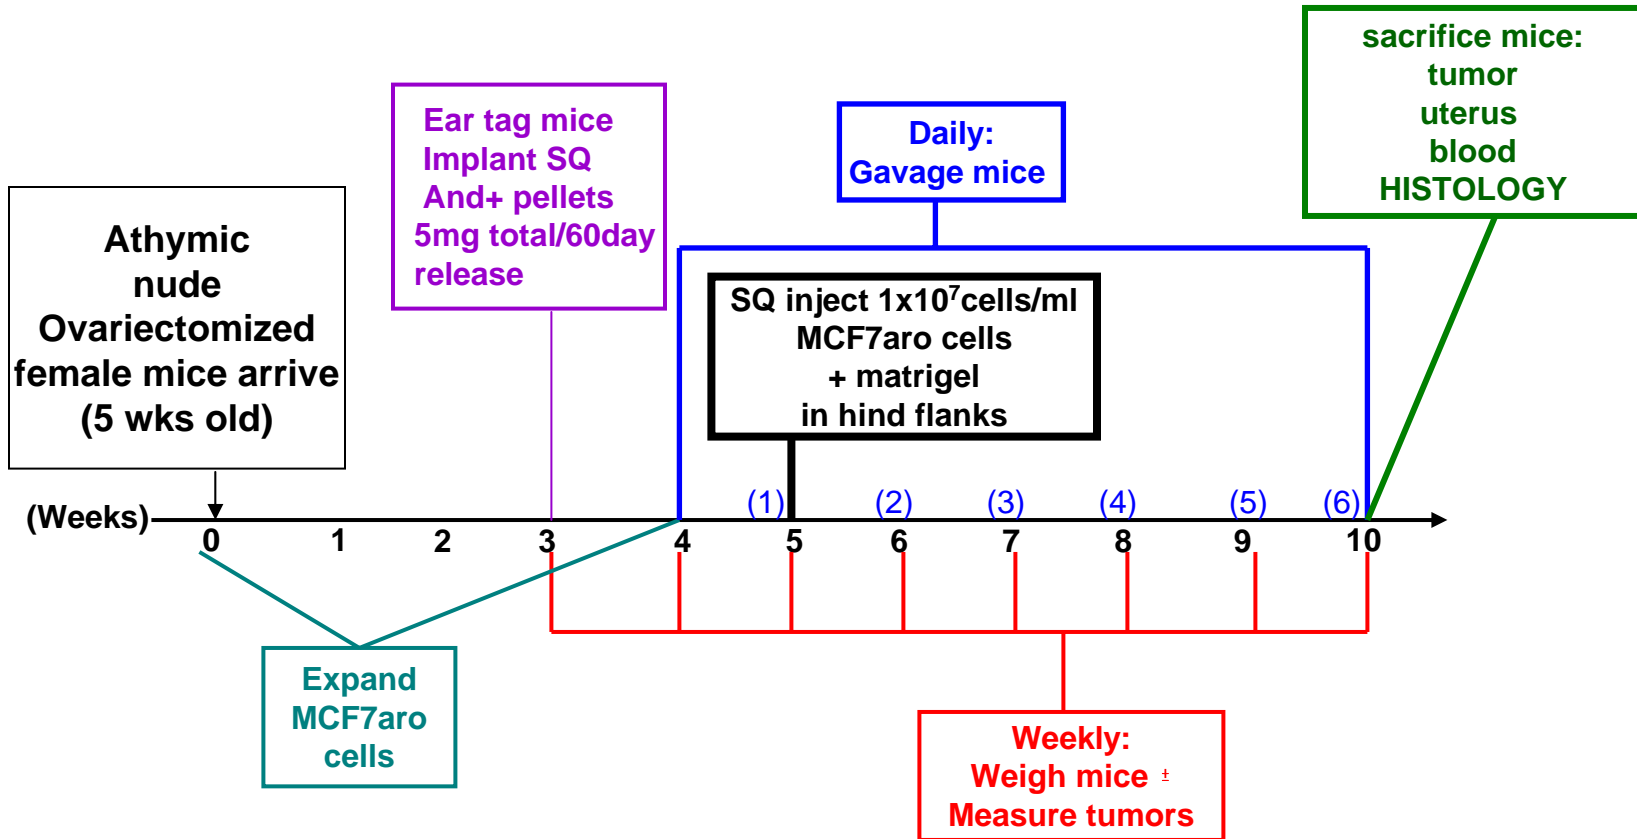 sacrifice mice:
tumor
uterus
blood
HISTOLOGY
Ear tag mice
Implant SQ
And+ pellets
5mg total/60day
release
Daily:
Gavage mice
Athymic
nude
Ovariectomized
female mice arrive
(5 wks old)
SQ inject 1x10⁷cells/ml
MCF7aro cells
+ matrigel
in hind flanks
(1) (2) (3) (4) (5) (6)
(Weeks)
0 1 2 3 4 5 6 7 8 9 10
Expand
MCF7aro
cells
Weekly:
Weigh mice ±
Measure tumors